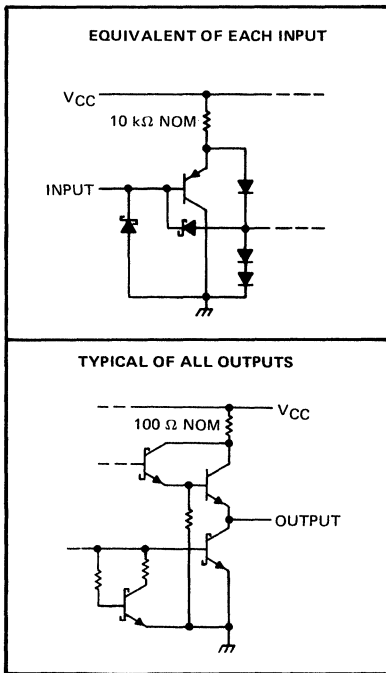 EQUIVALENT OF EACH INPUT
VCC
10 kΩ NOM
INPUT
TYPICAL OF ALL OUTPUTS
VCC
100 Ω NOM
OUTPUT